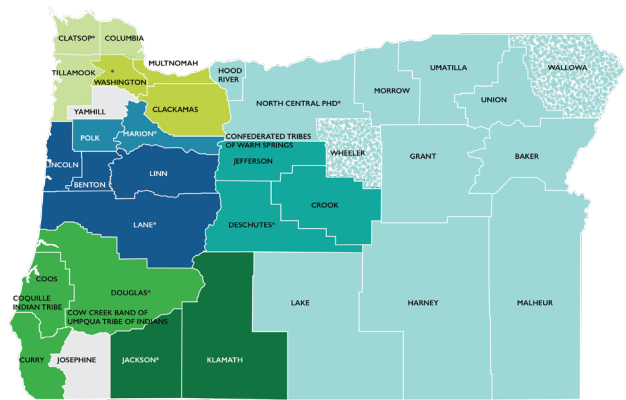 CLATSOP*
COLUMBIA
TILLAMOOK
*
WASHINGTON
MULTNOMAH
HOOD
RIVER
UMATILLA
WALLOWA
NORTH CENTRAL PHD*
MORROW
UNION
YAMHILL
CLACKAMAS
POLK
MARION*
CONFEDERATED TRIBES
OF WARM SPRINGS
JEFFERSON
WHEELER
GRANT
BAKER
LINCOLN
BENTON
LINN
LANE*
DESCHUTES*
CROOK
COOS
COQUILLE
INDIAN TRIBE
DOUGLAS*
COW CREEK BAND OF
UMPQUA TRIBE OF INDIANS
LAKE
HARNEY
MALHEUR
CURRY
JOSEPHINE
JACKSON*
KLAMATH